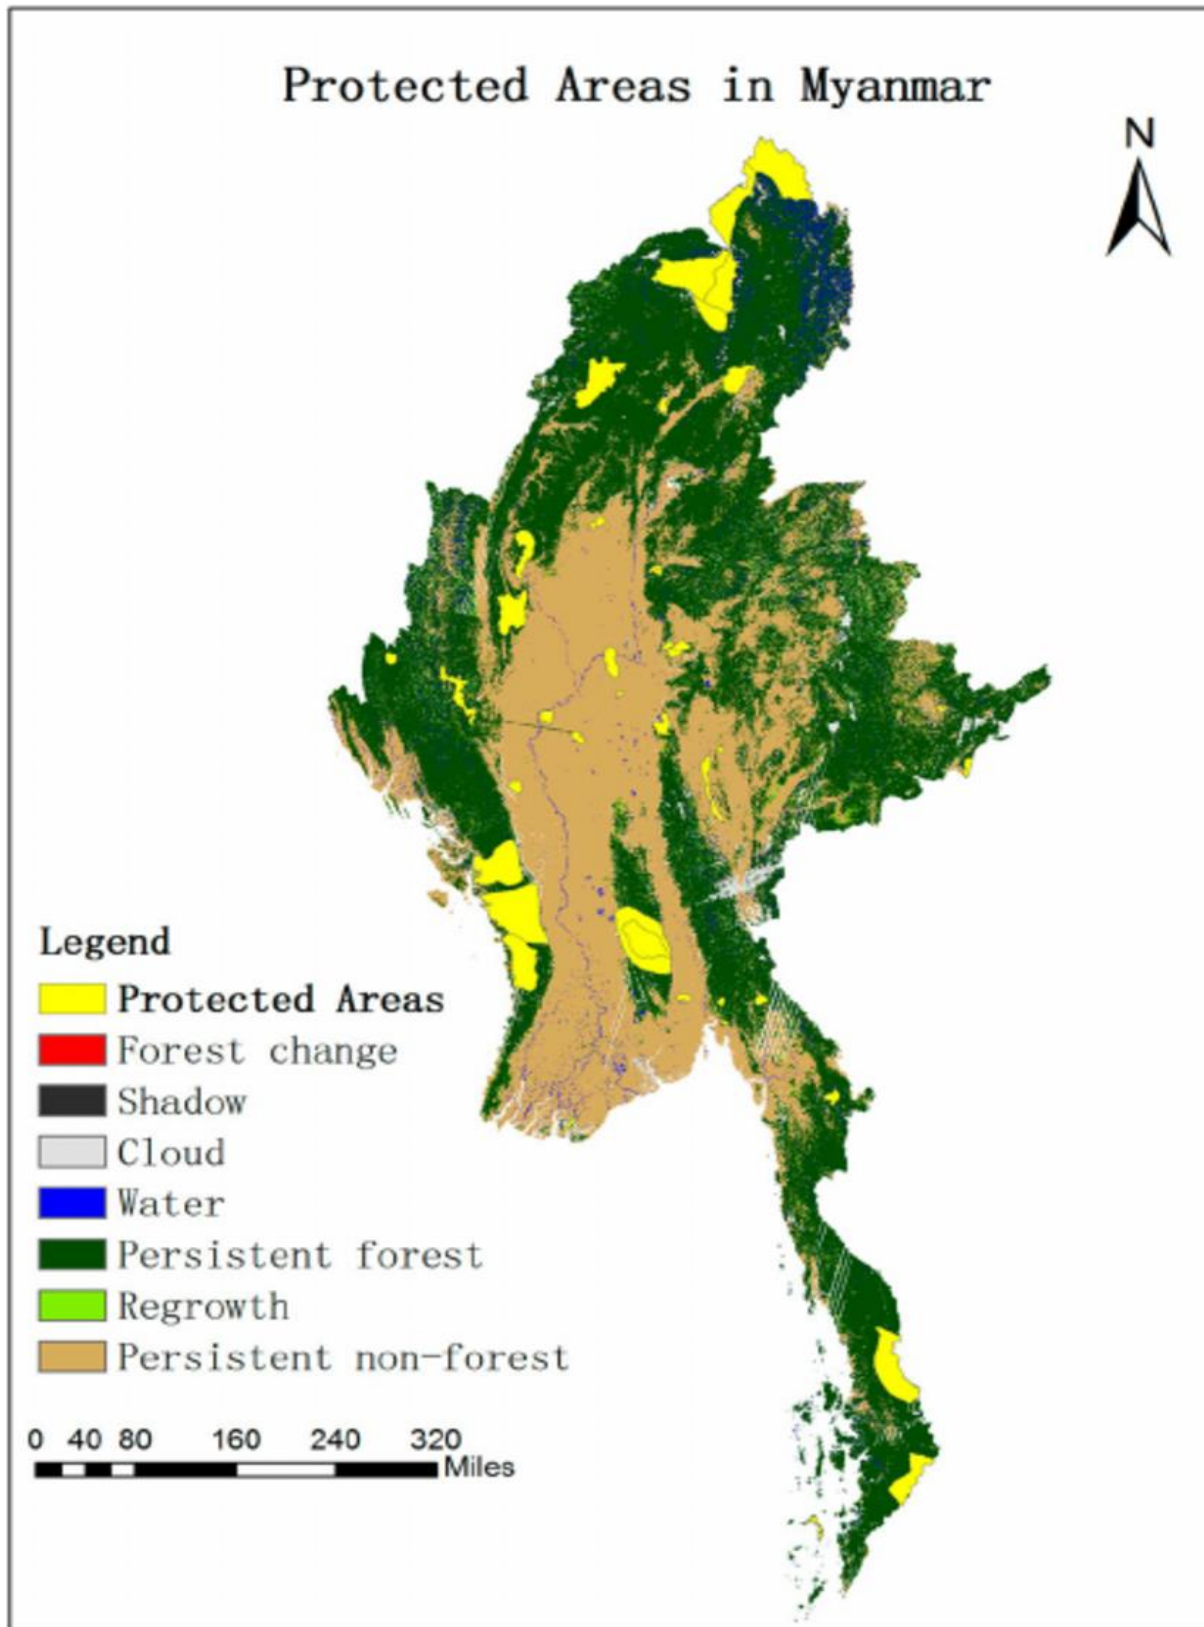 Protected Areas in Myanmar
N
Legend
Protected Areas
Forest change
Shadow
Cloud
Water
Persistent forest
Regrowth
Persistent non-forest
0 40 80 160 240 320
Miles